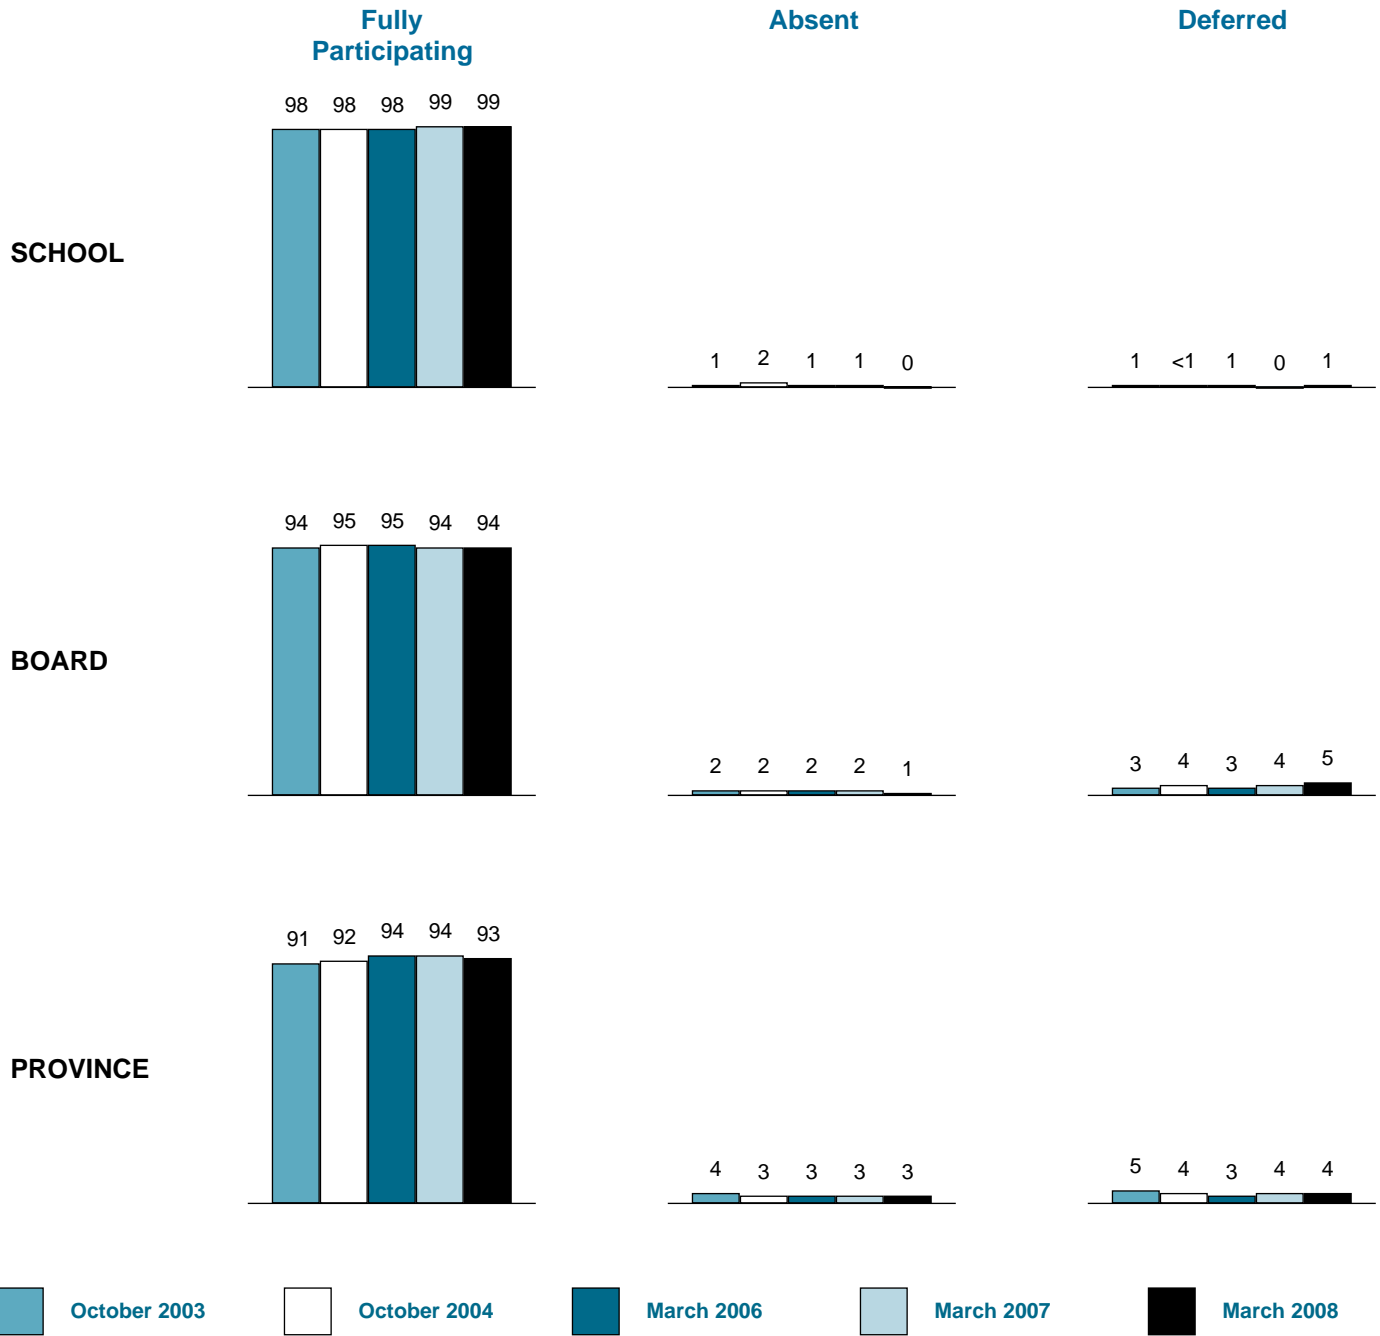 Fully
Participating
Absent
Deferred
98 98 98 99 99
SCHOOL
1 2 1 1 0
1 <1 1 0 1
94 95 95 94 94
BOARD
2 2 2 2 1
3 4 3 4 5
91 92 94 94 93
PROVINCE
4 3 3 3 3
5 4 3 4 4
October 2003
October 2004
March 2006
March 2007
March 2008